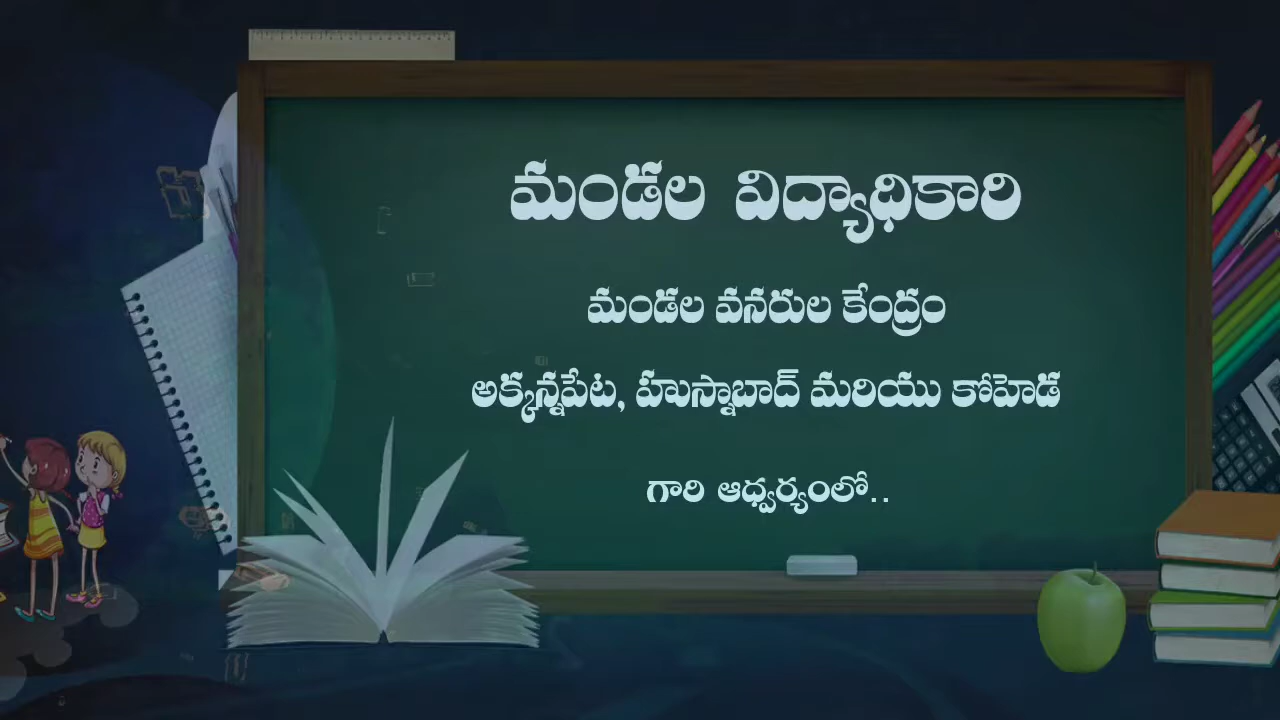 మండల విద్యాధికారి
మండల వనరుల కేంద్రం
అక్కన్నపేట, హుస్నాబాద్ మరియు కోహెడ
గారి ఆధ్వర్యంలో..